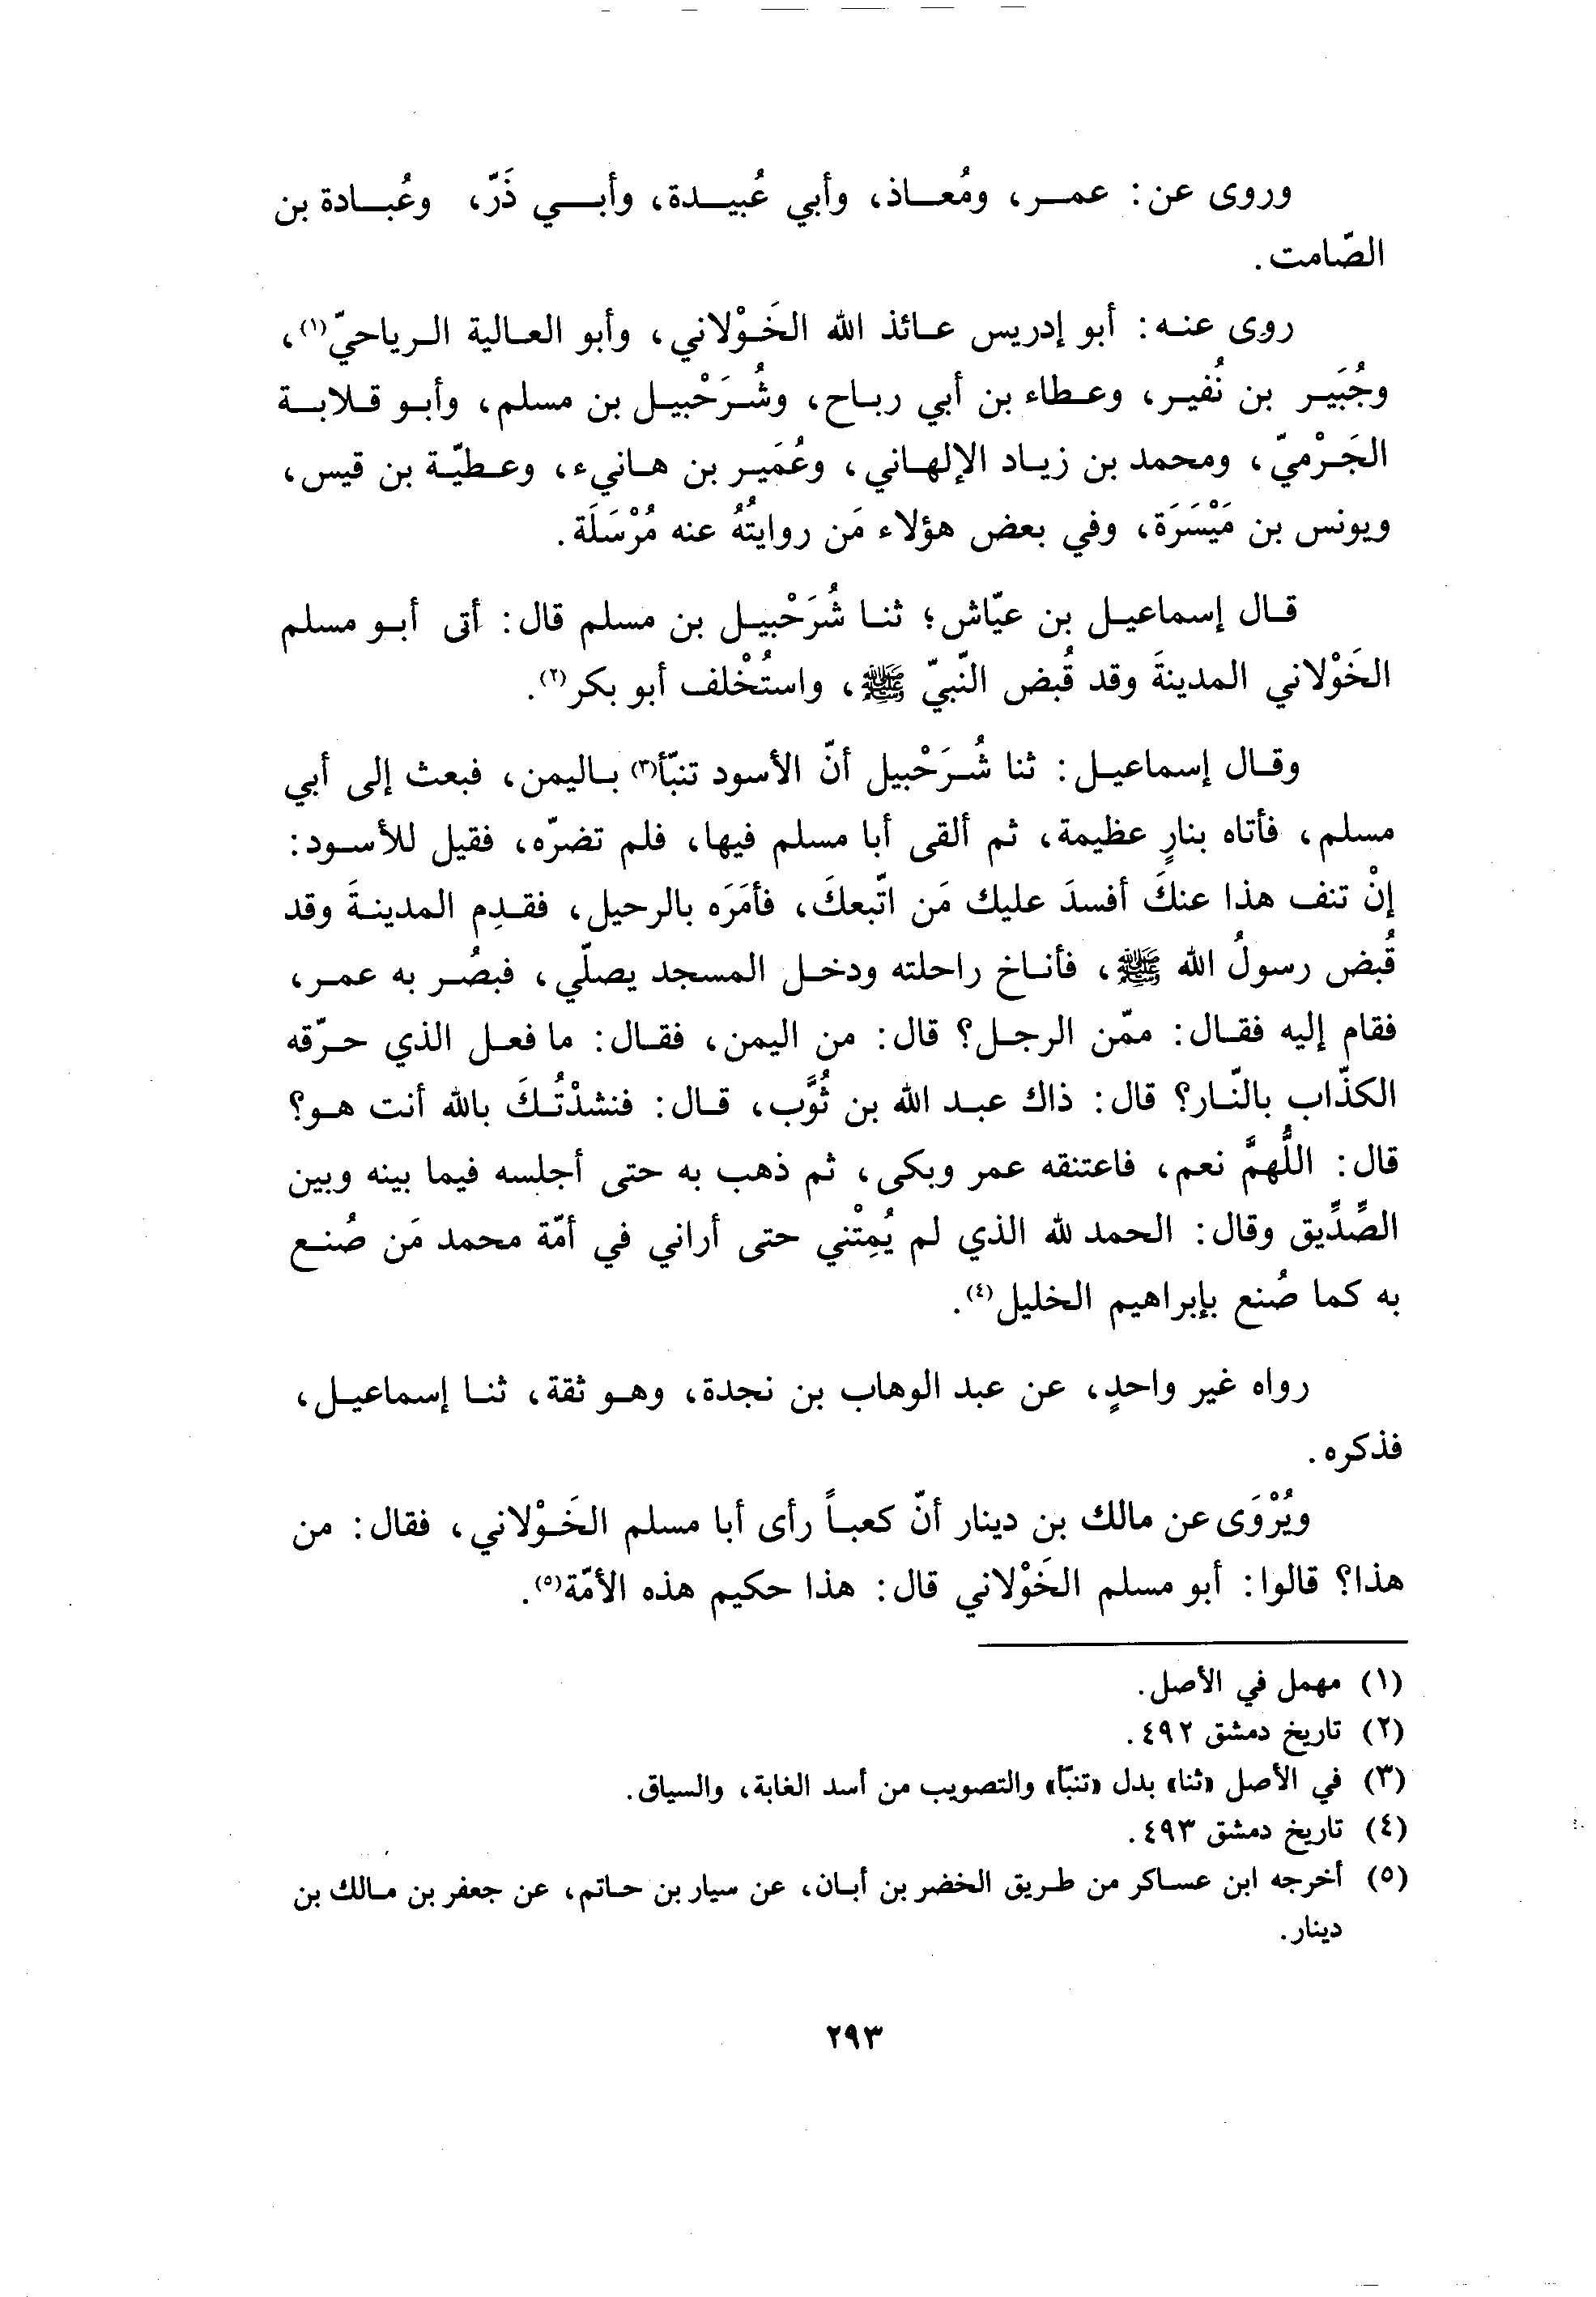 وروى عن: عمر، ومُعاذ، وأبي عُبيدة، وأبي ذَرّ، وعُبادة بن
الصّامت.
روى عنه: أبو إدريس عائذ الله الخَوْلاني، وأبو العالية الرياحيّ(١)،
وجُبَير بن نُفير، وعطاء بن أبي رباح، وشُرَحْبيل بن مسلم، وأبو قلابة
الجَرْميّ، ومحمد بن زياد الإلهاني، وعُمَير بن هانيء، وعطيّة بن قيس،
ويونس بن مَيْسَرَة، وفي بعض هؤلاء مَن روايتُهُ عنه مُرْسَلَة.
قال إسماعيل بن عيّاش؛ ثنا شُرَحْبيل بن مسلم قال: أتى أبو مسلم
الخَوْلاني المدينةَ وقد قُبض النّبيّ ﷺ، واستُخْلف أبو بكر(٢).
وقال إسماعيل: ثنا شُرَحْبيل أنّ الأسود تنبّأ(٣) باليمن، فبعث إلى أبي
مسلم، فأتاه بنارٍ عظيمة، ثم ألقى أبا مسلم فيها، فلم تضرّه، فقيل للأسود:
إنْ تنف هذا عنكَ أفسدَ عليك مَن اتّبعكَ، فأمَرَه بالرحيل، فقدِم المدينةَ وقد
قُبض رسولُ الله ﷺ، فأناخ راحلته ودخل المسجد يصلّي، فبصُر به عمر،
فقام إليه فقال: ممّن الرجل؟ قال: من اليمن، فقال: ما فعل الذي حرّقه
الكذّاب بالنّار؟ قال: ذاك عبد الله بن ثُوَّب، قال: فنشدْتُكَ بالله أنت هو؟
قال: اللُّهمَّ نعم، فاعتنقه عمر وبكى، ثم ذهب به حتى أجلسه فيما بينه وبين
الصِّدِّيق وقال: الحمد لله الذي لم يُمِتْني حتى أراني في أمّة محمد مَن صُنع
به كما صُنع بإبراهيم الخليل(٤).
رواه غير واحدٍ، عن عبد الوهاب بن نجدة، وهو ثقة، ثنا إسماعيل،
فذكره.
ويُرْوَى عن مالك بن دينار أنّ كعباً رأى أبا مسلم الخَوْلاني، فقال: من
هذا؟ قالوا: أبو مسلم الخَوْلاني قال: هذا حكيم هذه الأمّة(٥).
(١) مهمل في الأصل.
(٢) تاريخ دمشق ٤٩٢.
(٣) في الأصل «ثنا» بدل «تنبّأ» والتصويب من أسد الغابة، والسياق.
(٤) تاريخ دمشق ٤٩٣.
(٥) أخرجه ابن عساكر من طريق الخضر بن أبان، عن سيار بن حاتم، عن جعفر بن مالك بن
دينار.
٢٩٣